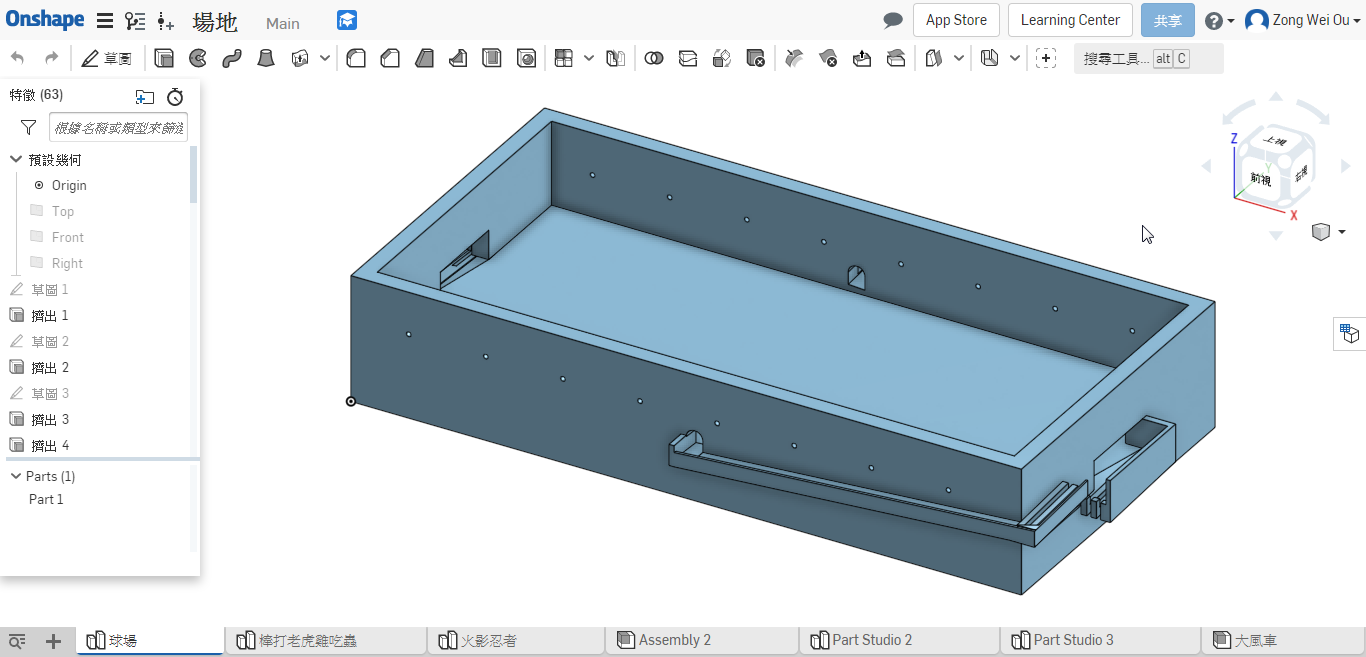 Onshape 場地 Main App Store Learning Center 共享 Zong Wei Ou
草圖 搜尋工具... alt C
特徵 (63)
根據名稱或類型來篩選
預設幾何
Origin
Top
Front
Right
草圖 1
擠出 1
草圖 2
擠出 2
草圖 3
擠出 3
擠出 4
Parts (1)
Part 1
Z
上視
Y
前視
右視
X
球場 棒打老虎雞吃蟲 火影忍者 Assembly 2 Part Studio 2 Part Studio 3 大風車